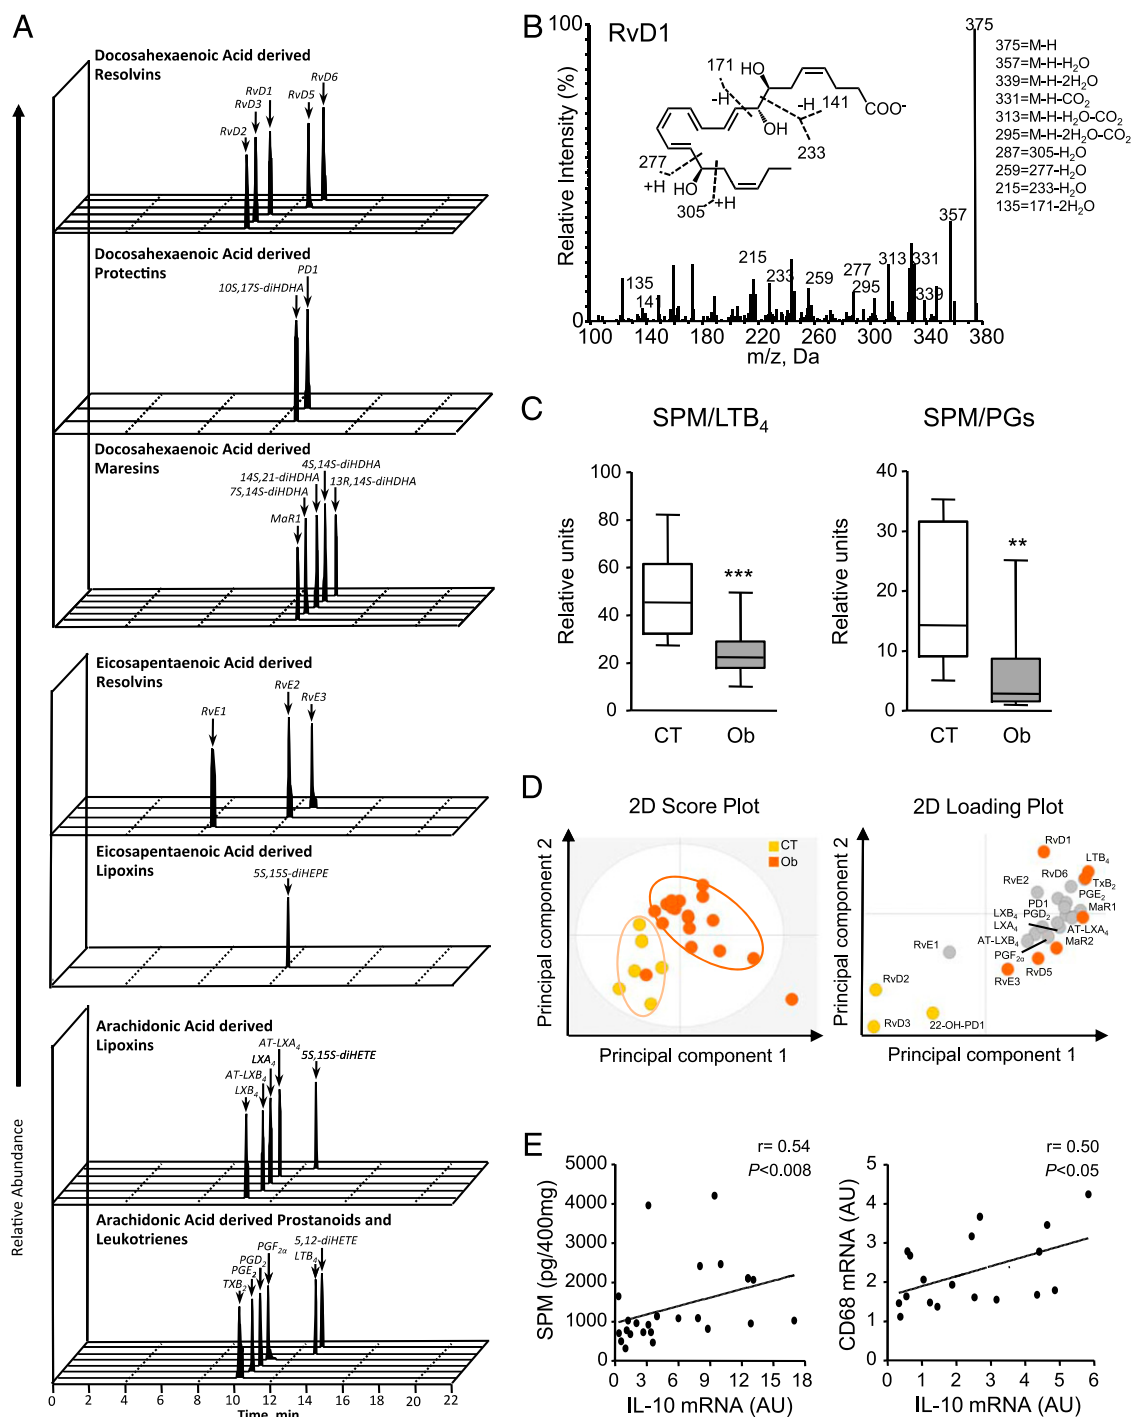 A
Docosahexaenoic Acid derived
Resolvins
RvD6
RvD1
RvD5
RvD3
RvD2
Docosahexaenoic Acid derived
Protectins
PD1
10S,17S-diHDHA
Docosahexaenoic Acid derived
Maresins
4S,14S-diHDHA
14S,21-diHDHA
13R,14S-diHDHA
7S,14S-diHDHA
MaR1
Eicosapentaenoic Acid derived
Resolvins
RvE2
RvE3
RvE1
Eicosapentaenoic Acid derived
Lipoxins
5S,15S-diHEPE
Arachidonic Acid derived
Lipoxins
AT-LXA4
LXA4
5S,15S-diHETE
AT-LXB4
LXB4
Arachidonic Acid derived Prostanoids and
Leukotrienes
5,12-diHETE
PGF2α
LTB4
PGD2
PGE2
TXB2
Relative Abundance
0 2 4 6 8 10 12 14 16 18 20 22
Time, min
B
RvD1
100
Relative Intensity (%)
0
375
171
HO
-H
-H
141
COO-
OH
233
277
+H
HO
305
+H
357
215
313
331
277
233
259
295
339
135
141
100 140 180 220 260 300 340 380
m/z, Da
375=M-H
357=M-H-H2O
339=M-H-2H2O
331=M-H-CO2
313=M-H-H2O-CO2
295=M-H-2H2O-CO2
287=305-H2O
259=277-H2O
215=233-H2O
135=171-2H2O
C
SPM/LTB4
Relative units
100
80
60
40
20
0
***
CT Ob
SPM/PGs
Relative units
40
30
20
10
0
**
CT Ob
D
2D Score Plot
CT
Ob
Principal component 2
Principal component 1
2D Loading Plot
Principal component 2
RvD1
LTB4
RvD6
TxB2
RvE2
PGE2
PD1
MaR1
LXB4
PGD2
LXA4
AT-LXA4
AT-LXB4
MaR2
RvE1
PGF2α
RvD5
RvE3
RvD2
RvD3
22-OH-PD1
Principal component 1
E
r= 0.54
P<0.008
SPM (pg/400mg)
5000
4000
3000
2000
1000
0
0 3 6 9 12 15 18
IL-10 mRNA (AU)
r= 0.50
P<0.05
CD68 mRNA (AU)
5
4
3
2
1
0
0 1 2 3 4 5 6
IL-10 mRNA (AU)